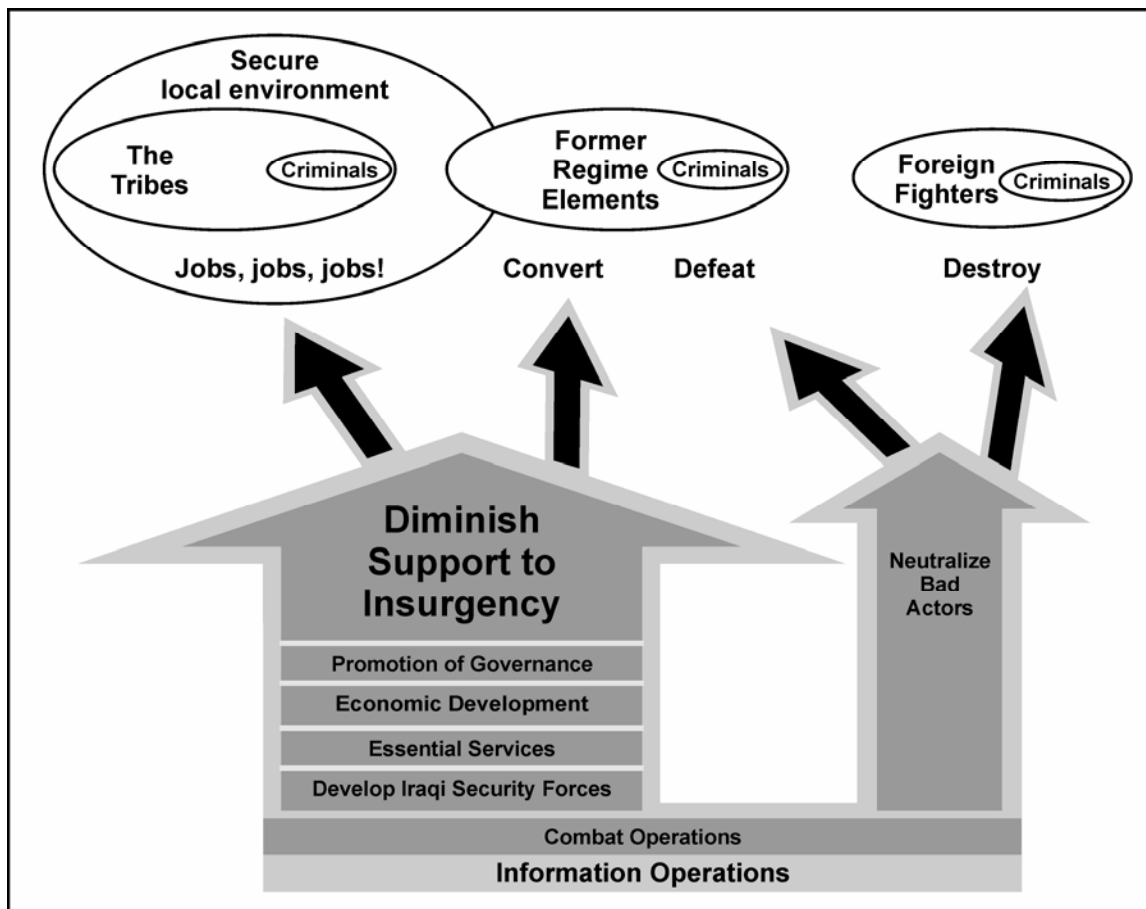 Secure
local environment
The
Tribes
Criminals
Jobs, jobs, jobs!
Former
Regime
Elements
Criminals
Convert
Defeat
Foreign
Fighters
Criminals
Destroy
Diminish
Support to
Insurgency
Promotion of Governance
Economic Development
Essential Services
Develop Iraqi Security Forces
Neutralize
Bad
Actors
Combat Operations
Information Operations